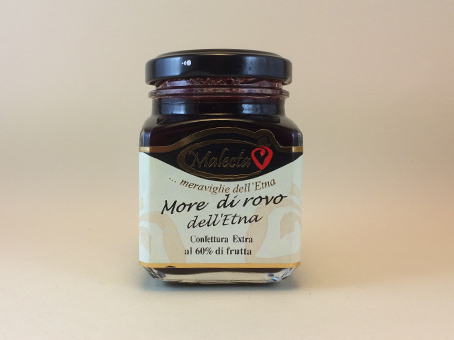 Malecta
... meraviglie dell'Etna
More di rovo
dell'Etna
Confettura Extra
al 60% di frutta